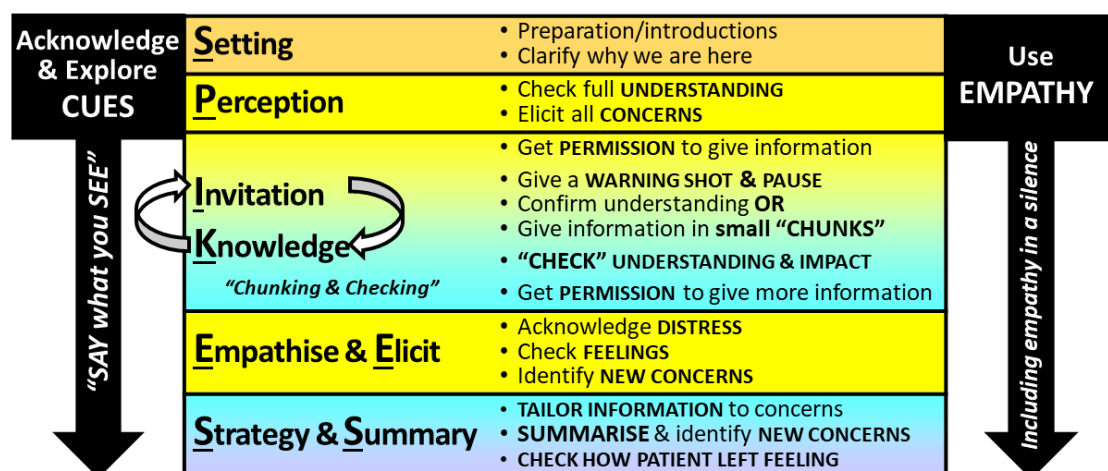 Acknowledge
& Explore
CUES
"SAY what you SEE"
Setting
• Preparation/introductions
• Clarify why we are here
Perception
• Check full UNDERSTANDING
• Elicit all CONCERNS
Invitation
Knowledge
"Chunking & Checking"
• Get PERMISSION to give information
• Give a WARNING SHOT & PAUSE
• Confirm understanding OR
• Give information in small "CHUNKS"
• "CHECK" UNDERSTANDING & IMPACT
• Get PERMISSION to give more information
Empathise & Elicit
• Acknowledge DISTRESS
• Check FEELINGS
• Identify NEW CONCERNS
Strategy & Summary
• TAILOR INFORMATION to concerns
• SUMMARISE & identify NEW CONCERNS
• CHECK HOW PATIENT LEFT FEELING
Use
EMPATHY
Including empathy in a silence